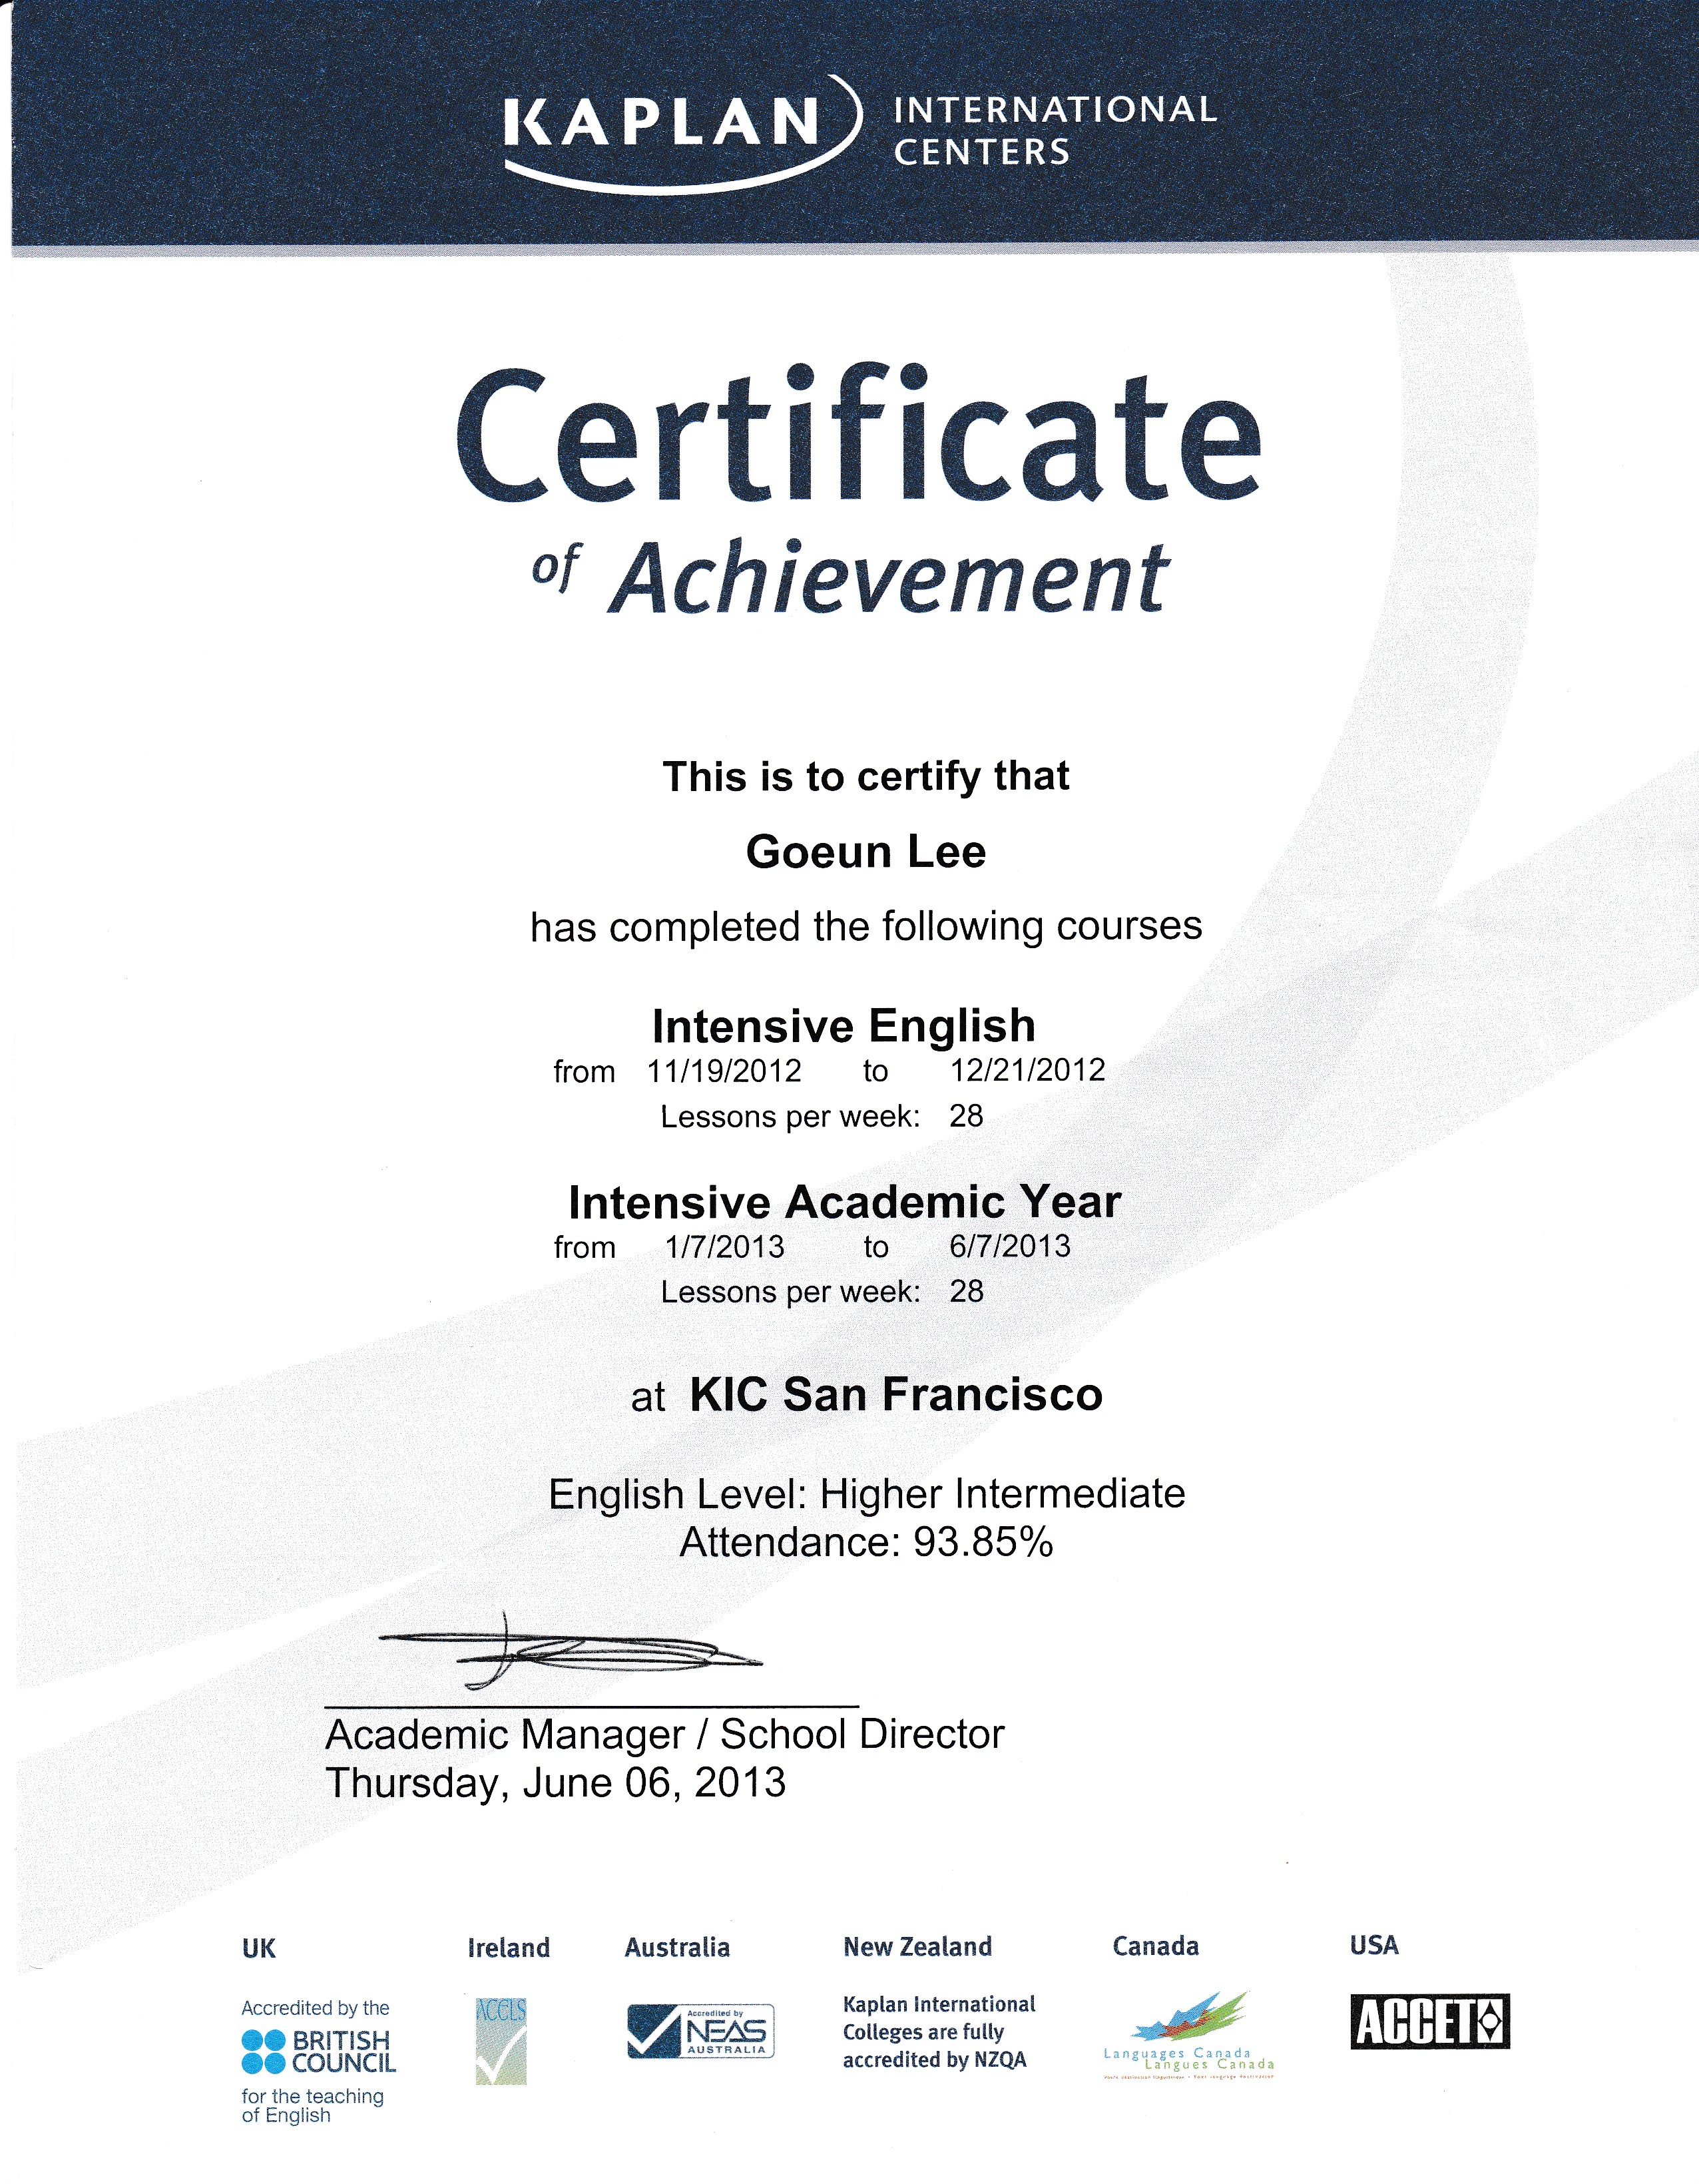 KAPLAN INTERNATIONAL CENTERS
Certificate
of Achievement
This is to certify that
Goeun Lee
has completed the following courses
Intensive English
from 11/19/2012 to 12/21/2012
Lessons per week: 28
Intensive Academic Year
from 1/7/2013 to 6/7/2013
Lessons per week: 28
at KIC San Francisco
English Level: Higher Intermediate
Attendance: 93.85%
Academic Manager / School Director
Thursday, June 06, 2013
UK
Accredited by the
BRITISH
COUNCIL
for the teaching
of English
Ireland
ACCLS
Australia
Accredited by
NEAS
AUSTRALIA
New Zealand
Kaplan International
Colleges are fully
accredited by NZQA
Canada
Languages Canada
Langues Canada
USA
ACCET